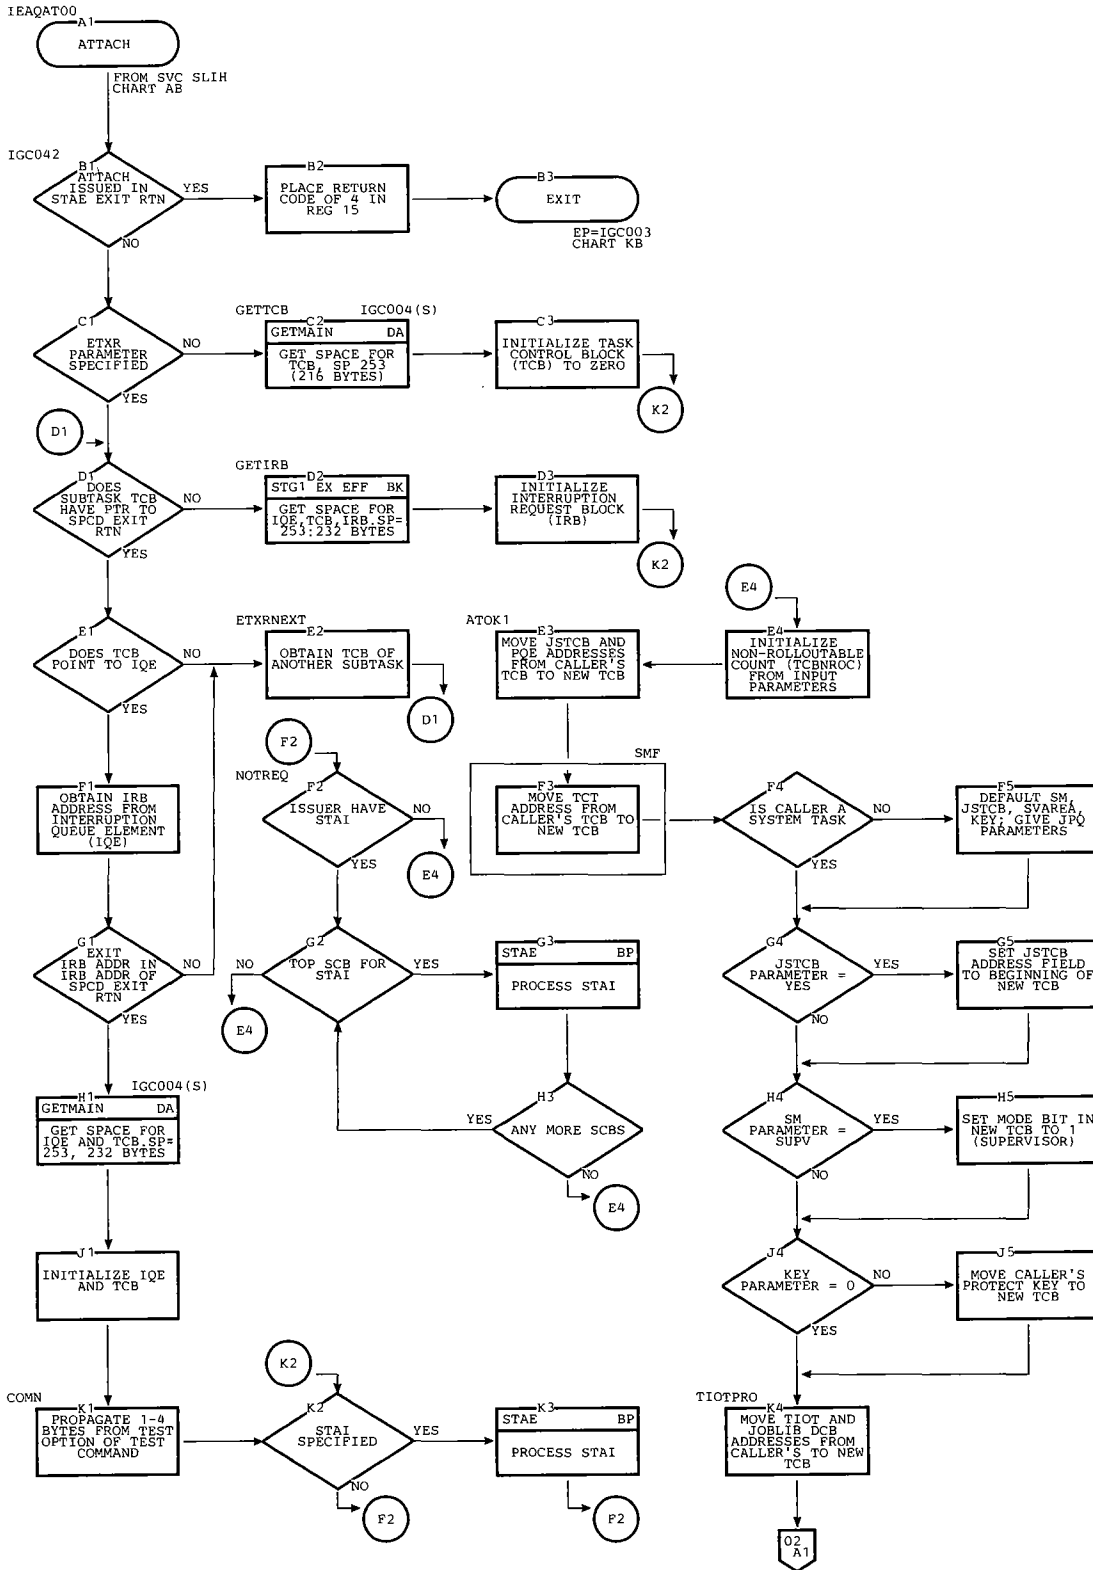 IEAQAT00
A1
ATTACH
FROM SVC SLIH
CHART AB
IGC042
B1
ATTACH
ISSUED IN
STAE EXIT RTN
YES
NO
B2
PLACE RETURN
CODE OF 4 IN
REG 15
B3
EXIT
EP=IGC003
CHART KB
C1
ETXR
PARAMETER
SPECIFIED
NO
YES
GETTCB
IGC004(S)
C2
GETMAIN DA
GET SPACE FOR
TCB, SP 253
(216 BYTES)
C3
INITIALIZE TASK
CONTROL BLOCK
(TCB) TO ZERO
K2
D1
D1
DOES
SUBTASK TCB
HAVE PTR TO
SPCD EXIT
RTN
NO
YES
GETIRB
D2
STG1 EX EFF BK
GET SPACE FOR
IQE,TCB,IRB.SP=
253;232 BYTES
D3
INITIALIZE
INTERRUPTION
REQUEST BLOCK
(IRB)
K2
E1
DOES TCB
POINT TO IQE
NO
YES
ETXRNEXT
E2
OBTAIN TCB OF
ANOTHER SUBTASK
D1
ATOK1
E3
MOVE JSTCB AND
PQE ADDRESSES
FROM CALLER'S
TCB TO NEW TCB
E4
E4
INITIALIZE
NON-ROLLOUTABLE
COUNT (TCBNROC)
FROM INPUT
PARAMETERS
F1
OBTAIN IRB
ADDRESS FROM
INTERRUPTION
QUEUE ELEMENT
(IQE)
F2
NOTREQ
F2
ISSUER HAVE
STAI
NO
YES
E4
SMF
F3
MOVE TCT
ADDRESS FROM
CALLER'S TCB TO
NEW TCB
F4
IS CALLER A
SYSTEM TASK
NO
YES
F5
DEFAULT SM,
JSTCB, SVAREA,
KEY; GIVE JPQ
PARAMETERS
G1
EXIT
IRB ADDR IN
IRB ADDR OF
SPCD EXIT
RTN
NO
YES
G2
TOP SCB FOR
STAI
NO
YES
E4
G3
STAE BP
PROCESS STAI
G4
JSTCB
PARAMETER =
YES
YES
NO
G5
SET JSTCB
ADDRESS FIELD
TO BEGINNING OF
NEW TCB
IGC004(S)
H1
GETMAIN DA
GET SPACE FOR
IQE AND TCB.SP=
253, 232 BYTES
H3
ANY MORE SCBS
YES
NO
E4
H4
SM
PARAMETER =
SUPV
YES
NO
H5
SET MODE BIT IN
NEW TCB TO 1
(SUPERVISOR)
J1
INITIALIZE IQE
AND TCB
J4
KEY
PARAMETER = 0
NO
YES
J5
MOVE CALLER'S
PROTECT KEY TO
NEW TCB
COMN
K1
PROPAGATE 1-4
BYTES FROM TEST
OPTION OF TEST
COMMAND
K2
K2
STAI
SPECIFIED
YES
NO
F2
K3
STAE BP
PROCESS STAI
F2
TIOTPRO
K4
MOVE TIOT AND
JOBLIB DCB
ADDRESSES FROM
CALLER'S TO NEW
TCB
02
A1